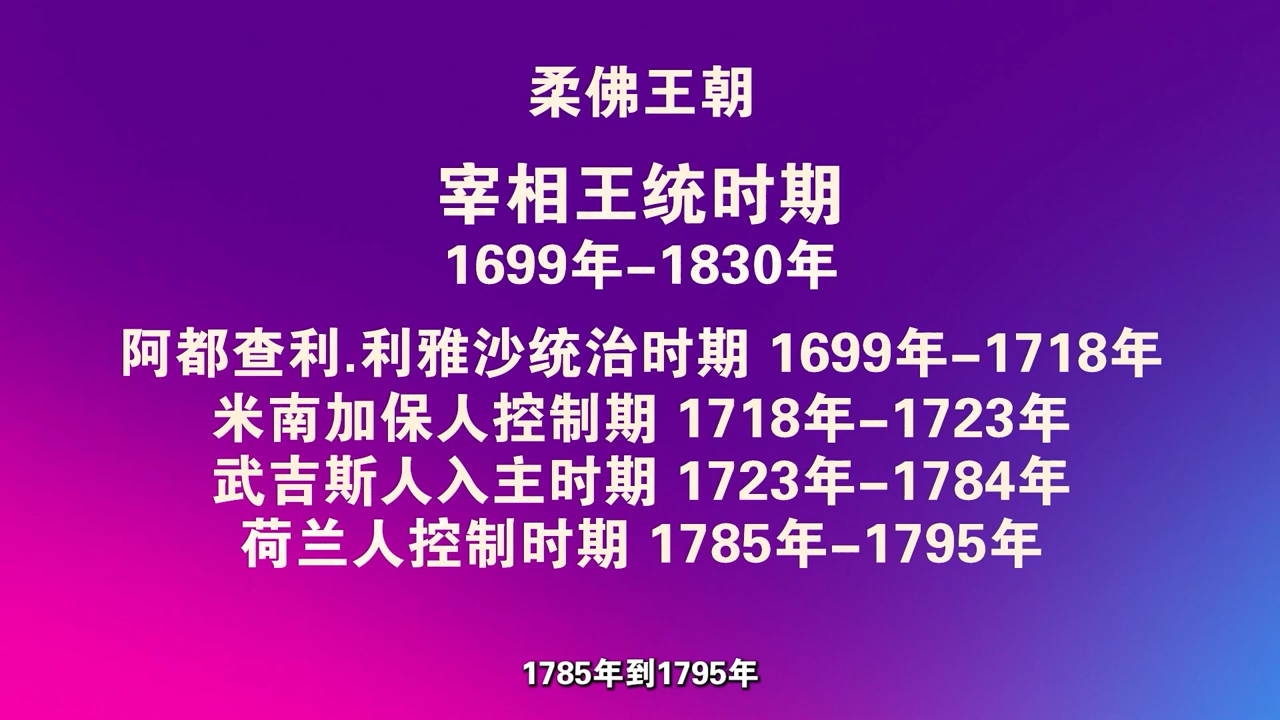 柔佛王朝
宰相王统时期
1699年–1830年
阿都查利.利雅沙统治时期 1699年–1718年
米南加保人控制期 1718年–1723年
武吉斯人入主时期 1723年–1784年
荷兰人控制时期 1785年–1795年
1785年到1795年